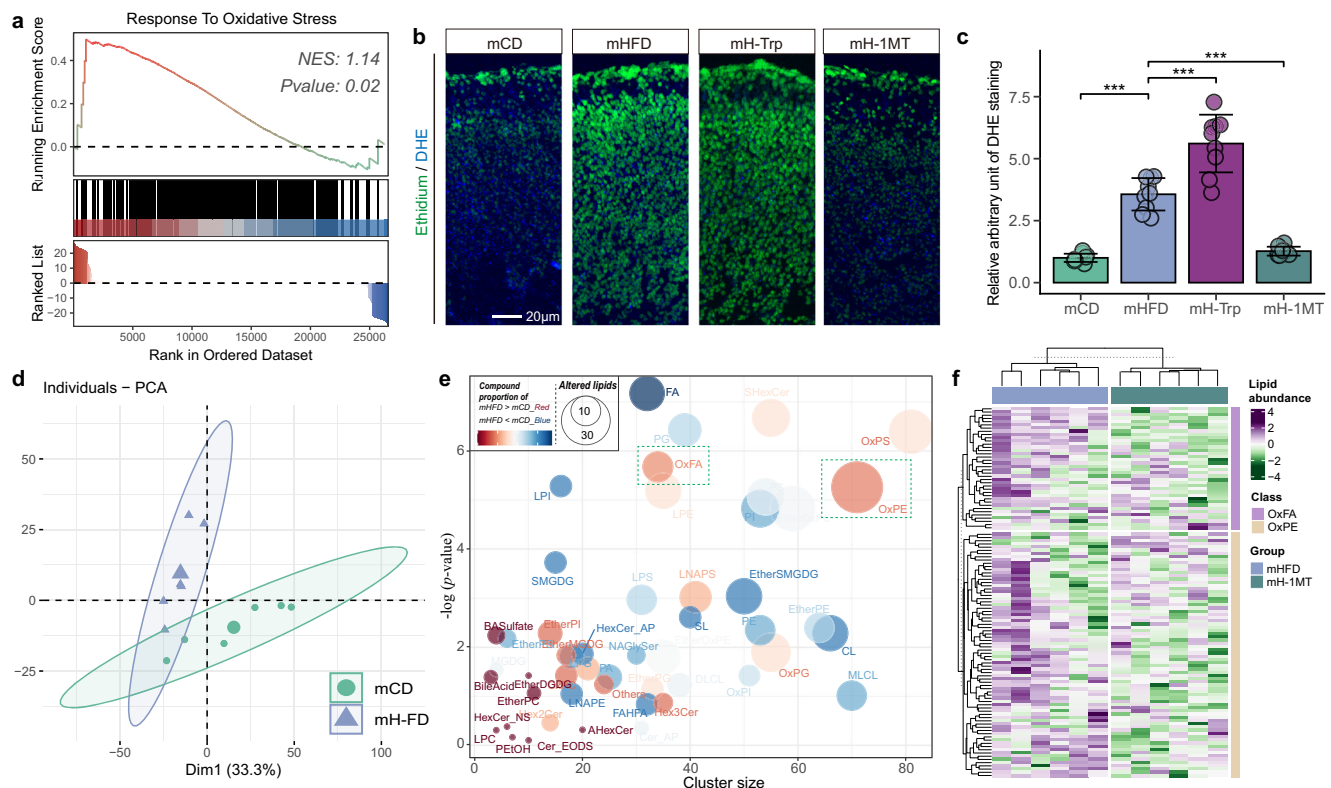 a
Response To Oxidative Stress
NES: 1.14
Pvalue: 0.02
Running Enrichment Score
0.4
0.2
0.0
Ranked List
20
10
0
−10
−20
5000 10000 15000 20000 25000
Rank in Ordered Dataset
b
mCD mHFD mH-Trp mH-1MT
Ethidium / DHE
20μm
c
Relative arbitrary unit of DHE staining
***
***
***
7.5
5.0
2.5
0.0
mCD mHFD mH-Trp mH-1MT
d
Individuals − PCA
50
25
0
−25
−50 0 50 100
Dim1 (33.3%)
mCD
mH-FD
e
Compound
proportion of
mHFD > mCD_Red
mHFD < mCD_Blue
Altered lipids
10
30
-log (p-value)
6
4
2
0
0 20 40 60 80
Cluster size
FA
SHexCer
PG
OxPS
OxFA
LPI
LPE
PI
OxPE
SMGDG
LPS
LNAPS
EtherSMGDG
EtherPE
SL
PE
CL
BASulfate
EtherPI
HexCer_AP
EtherMGDG
NAGlySer
MGDG
PA
OxPG
BileAcid
EtherDGDG
EtherPG
DLCL
OxPI
MLCL
EtherPC
LNAPE
Others
FAHFA
Hex3Cer
HexCer_NS
Hex2Cer
AHexCer
LPC
PEtOH
Cer_EODS
Cer_AP
f
Lipid
abundance
4
2
0
−2
−4
Class
OxFA
OxPE
Group
mHFD
mH-1MT